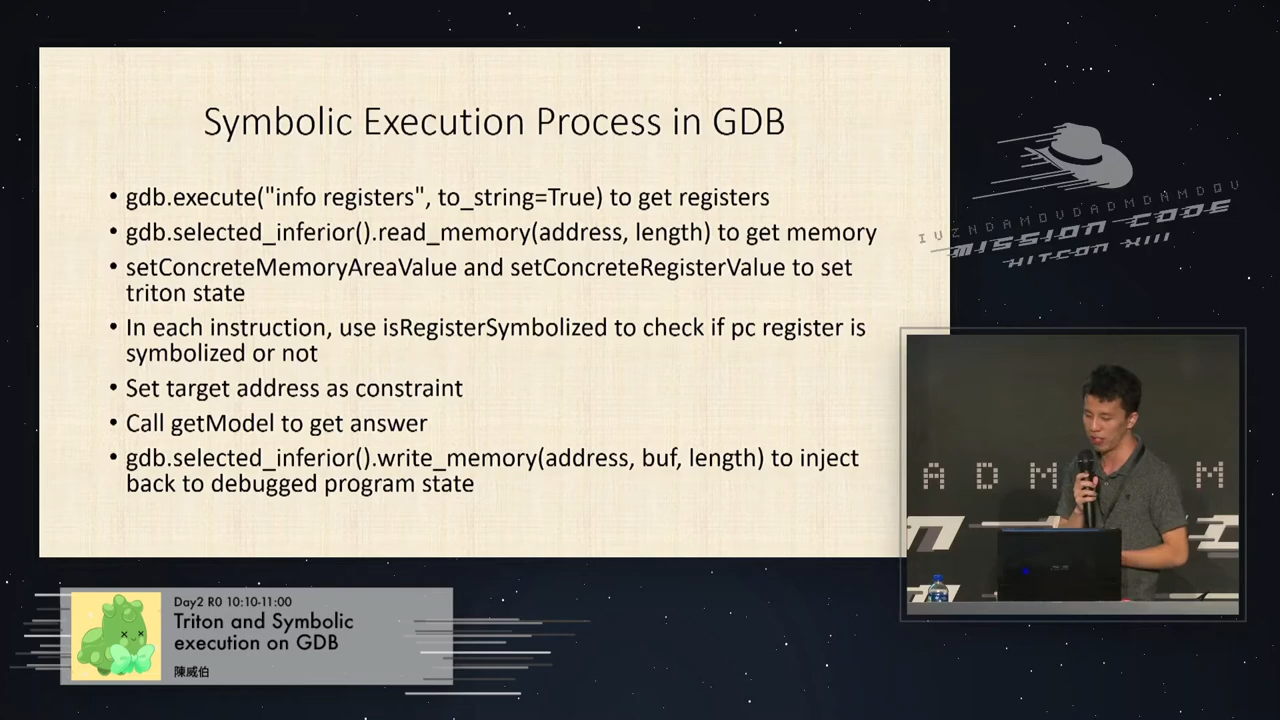 Symbolic Execution Process in GDB
• gdb.execute("info registers", to_string=True) to get registers
• gdb.selected_inferior().read_memory(address, length) to get memory
• setConcreteMemoryAreaValue and setConcreteRegisterValue to set
triton state
• In each instruction, use isRegisterSymbolized to check if pc register is
symbolized or not
• Set target address as constraint
• Call getModel to get answer
• gdb.selected_inferior().write_memory(address, buf, length) to inject
back to debugged program state
MISSION CODE
HITCON XIII
A D M
M
Day2 R0 10:10-11:00
Triton and Symbolic
execution on GDB
陳威伯